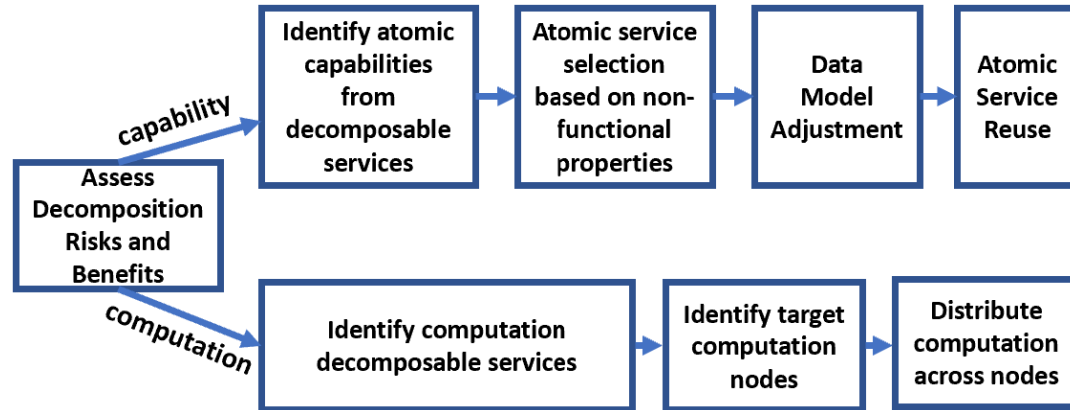 Identify atomic
capabilities
from
decomposable
services
Atomic service
selection
based on non-
functional
properties
Data
Model
Adjustment
Atomic
Service
Reuse
capability
Assess
Decomposition
Risks and
Benefits
computation
Identify computation
decomposable services
Identify target
computation
nodes
Distribute
computation
across nodes